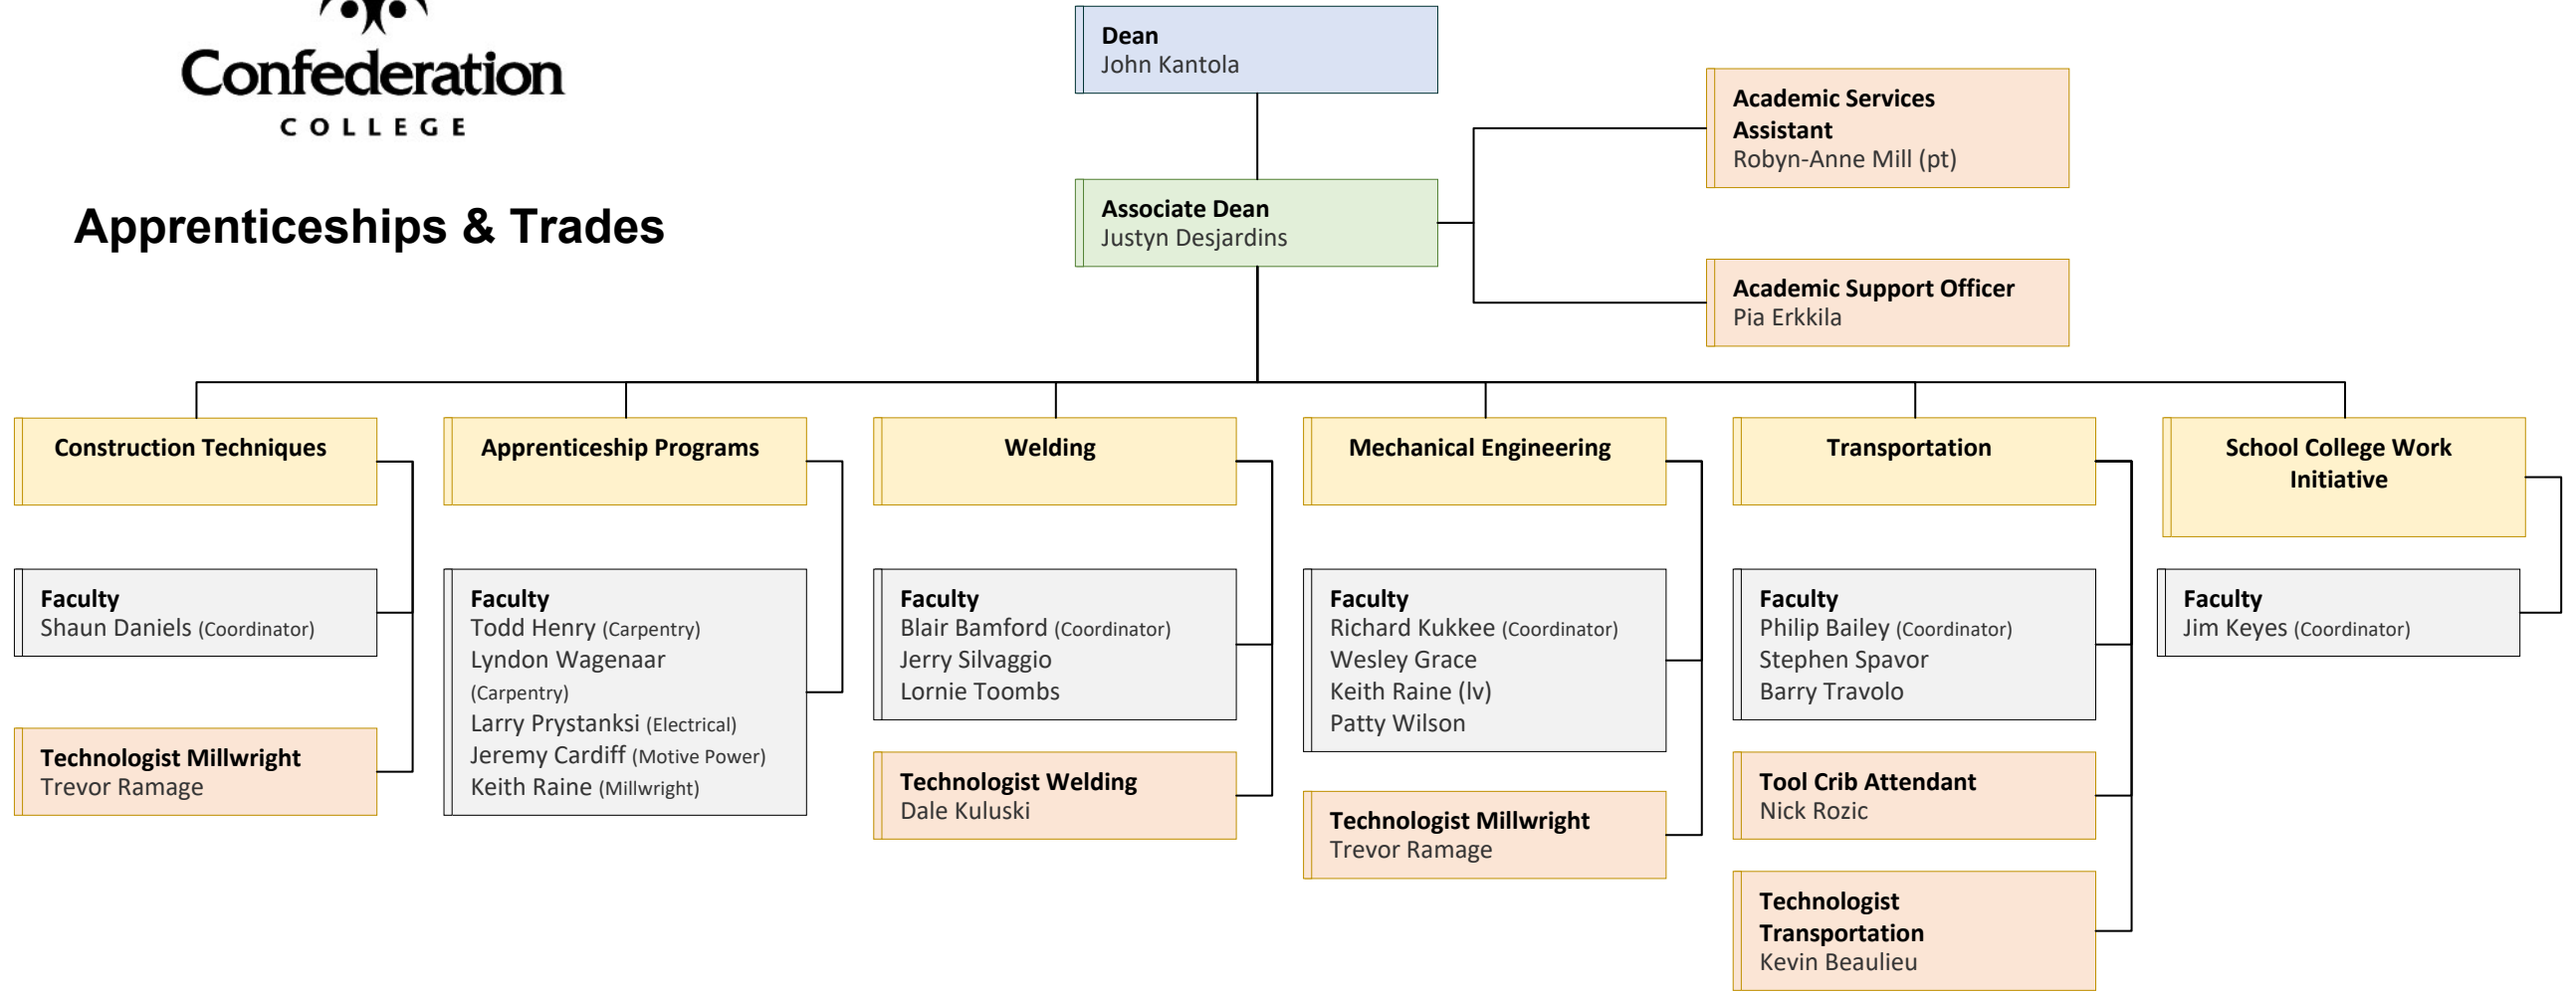 Confederation
COLLEGE
Apprenticeships & Trades
Dean
John Kantola
Associate Dean
Justyn Desjardins
Academic Services
Assistant
Robyn-Anne Mill (pt)
Academic Support Officer
Pia Erkkila
Construction Techniques
Faculty
Shaun Daniels (Coordinator)
Technologist Millwright
Trevor Ramage
Apprenticeship Programs
Faculty
Todd Henry (Carpentry)
Lyndon Wagenaar
(Carpentry)
Larry Prystanksi (Electrical)
Jeremy Cardiff (Motive Power)
Keith Raine (Millwright)
Welding
Faculty
Blair Bamford (Coordinator)
Jerry Silvaggio
Lornie Toombs
Technologist Welding
Dale Kuluski
Mechanical Engineering
Faculty
Richard Kukkee (Coordinator)
Wesley Grace
Keith Raine (lv)
Patty Wilson
Technologist Millwright
Trevor Ramage
Transportation
Faculty
Philip Bailey (Coordinator)
Stephen Spavor
Barry Travolo
Tool Crib Attendant
Nick Rozic
Technologist
Transportation
Kevin Beaulieu
School College Work
Initiative
Faculty
Jim Keyes (Coordinator)